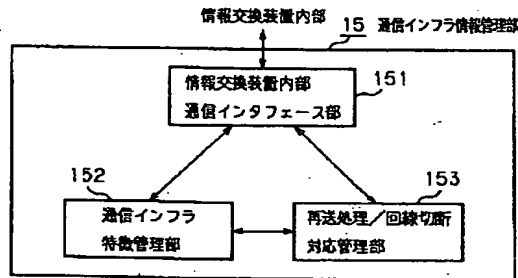 情報交換装置内部
15 通信インフラ情報管理部
情報交換装置内部
通信インタフェース部
151
152
通信インフラ
特徴管理部
153
再送処理／回線切断
対応管理部